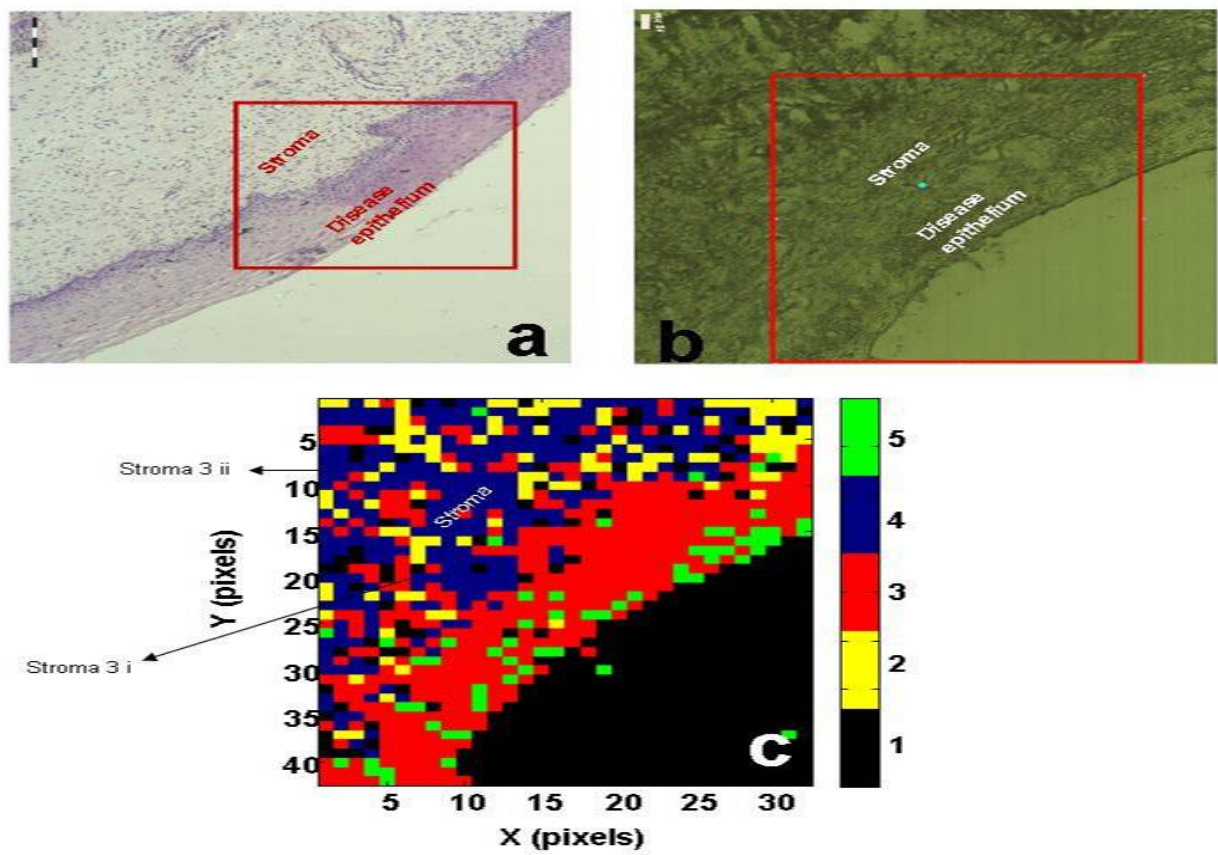 Stroma
Disease
epithelium
a
Stroma
Disease
epithelium
b
Stroma 3 ii
Stroma 3 i
Stroma
Y (pixels)
5
10
15
20
25
30
35
40
5
10
15
20
25
30
X (pixels)
c
5
4
3
2
1